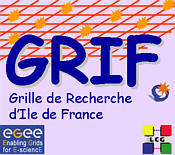 GRIF
Grille de Recherche
d'Ile de France
egee
Enabling Grids
for E-sciencE
LCG